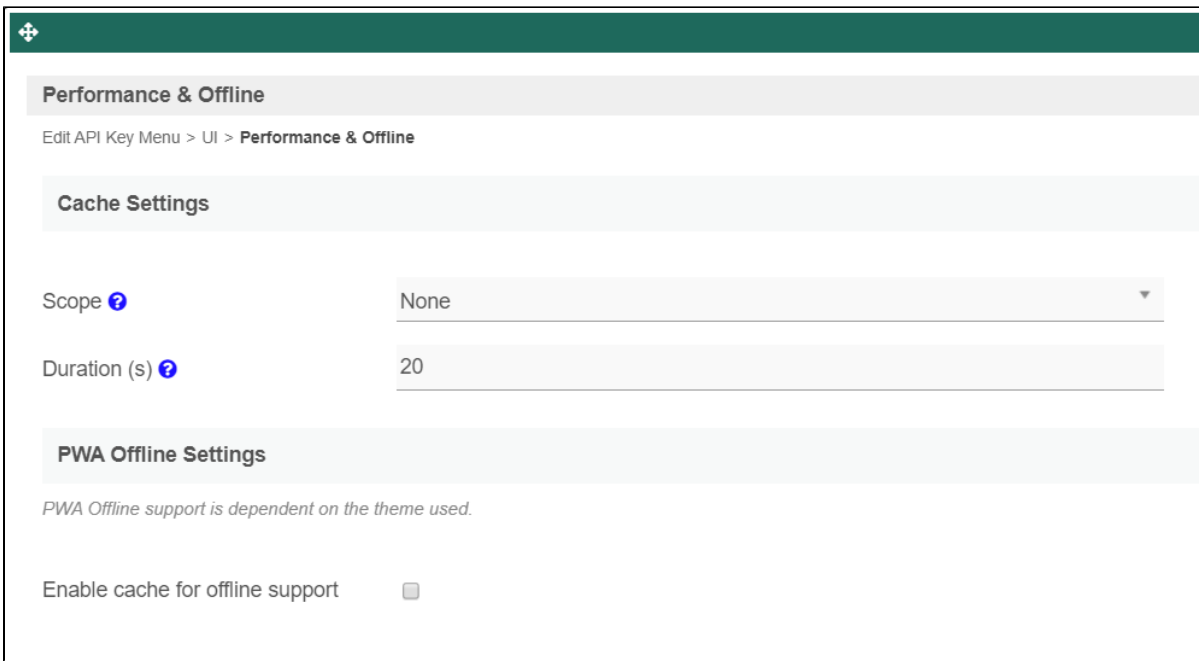 Performance & Offline
Edit API Key Menu > UI > Performance & Offline
Cache Settings
Scope ?
None
Duration (s) ?
20
PWA Offline Settings
PWA Offline support is dependent on the theme used.
Enable cache for offline support